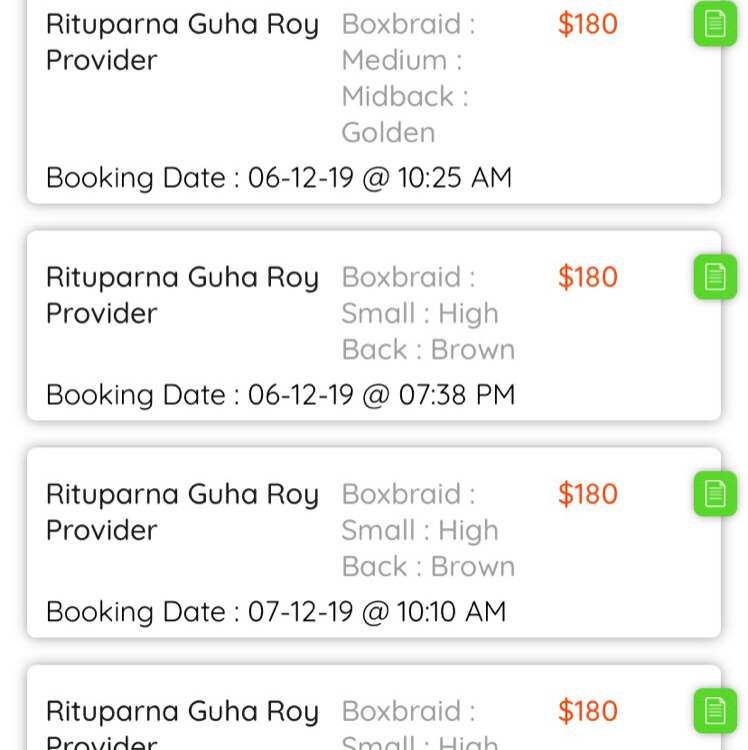 Rituparna Guha Roy Boxbraid : $180
Provider Medium :
Midback :
Golden
Booking Date : 06-12-19 @ 10:25 AM
Rituparna Guha Roy Boxbraid : $180
Provider Small : High
Back : Brown
Booking Date : 06-12-19 @ 07:38 PM
Rituparna Guha Roy Boxbraid : $180
Provider Small : High
Back : Brown
Booking Date : 07-12-19 @ 10:10 AM
Rituparna Guha Roy Boxbraid : $180
Provider Small : High